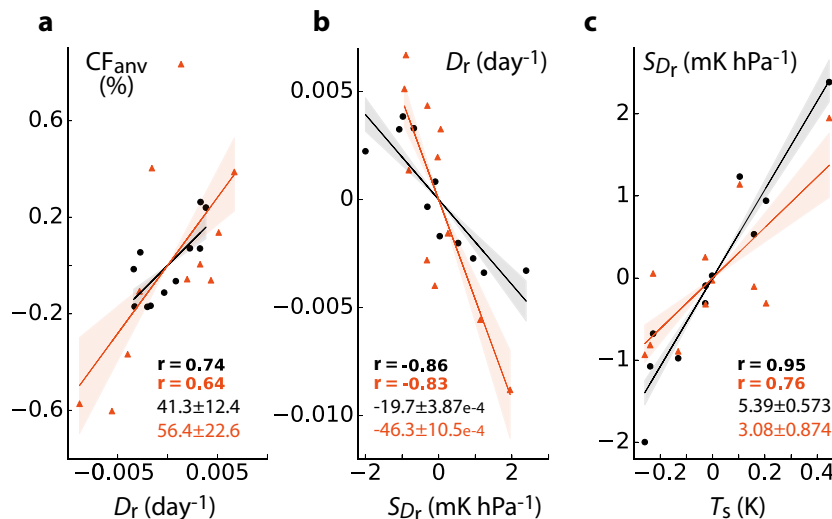 a
CFanv
(%)
0.6
0.2
−0.2
−0.6
r = 0.74
r = 0.64
41.3±12.4
56.4±22.6
-0.005
0.005
Dr (day-1)
b
Dr (day-1)
0.005
0
−0.005
−0.010
r = -0.86
r = -0.83
-19.7±3.87e-4
-46.3±10.5e-4
−2
0
2
SDr (mK hPa-1)
c
SDr (mK hPa-1)
2
1
0
−1
−2
r = 0.95
r = 0.76
5.39±0.573
3.08±0.874
−0.2
0
0.2
0.4
Ts (K)